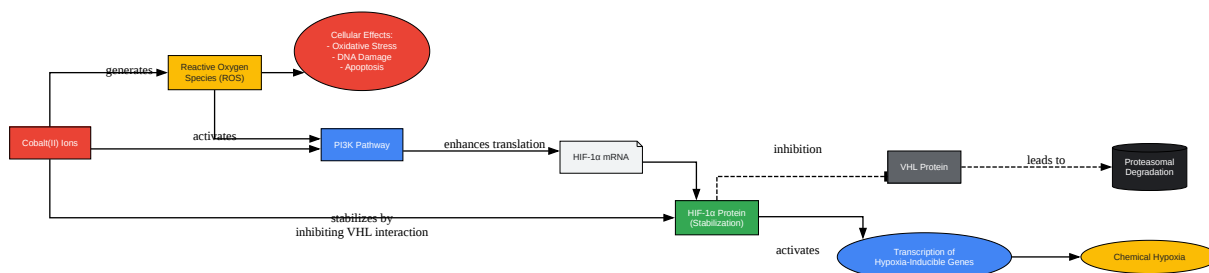 Cellular Effects:
- Oxidative Stress
- DNA Damage
- Apoptosis
generates
Reactive Oxygen
Species (ROS)
Cobalt(II) Ions
activates
PI3K Pathway
enhances translation
HIF-1α mRNA
inhibition
VHL Protein
leads to
Proteasomal
Degradation
stabilizes by
inhibiting VHL interaction
HIF-1α Protein
(Stabilization)
activates
Transcription of
Hypoxia-Inducible Genes
Chemical Hypoxia